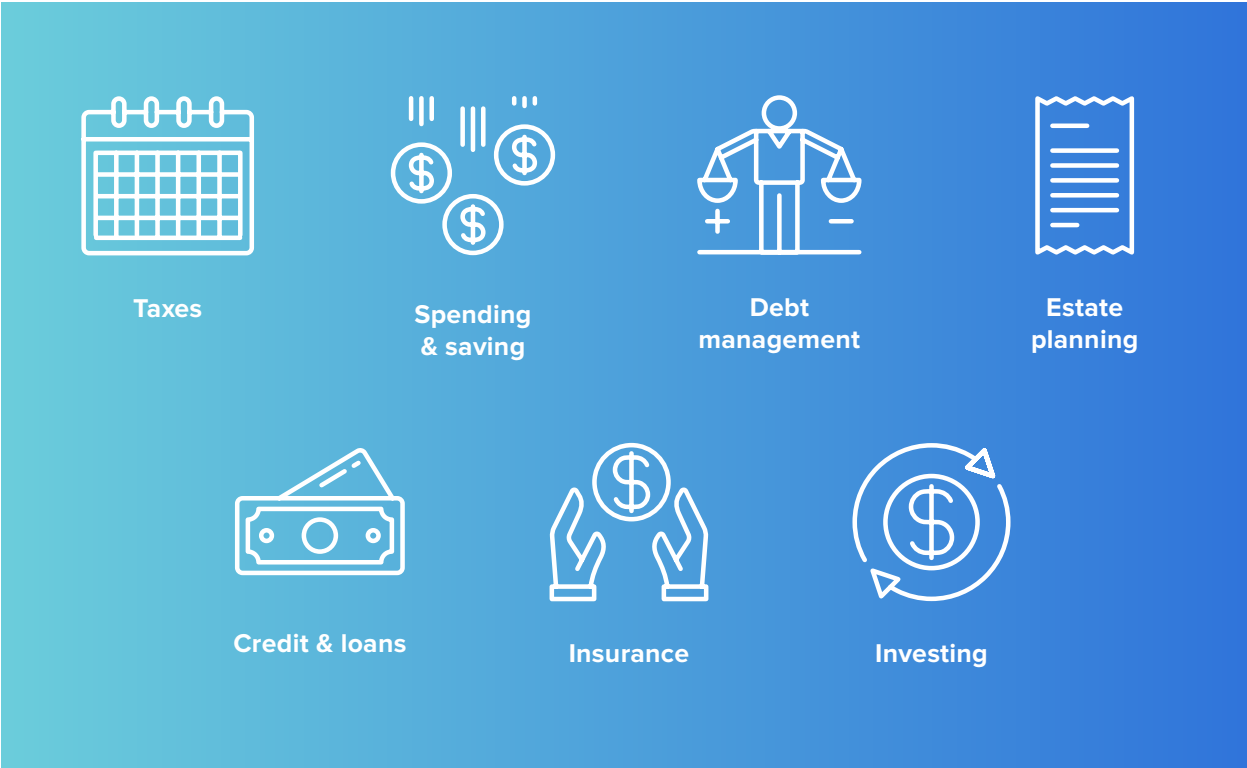 Taxes
Spending
& saving
Debt
management
Estate
planning
Credit & loans
Insurance
Investing